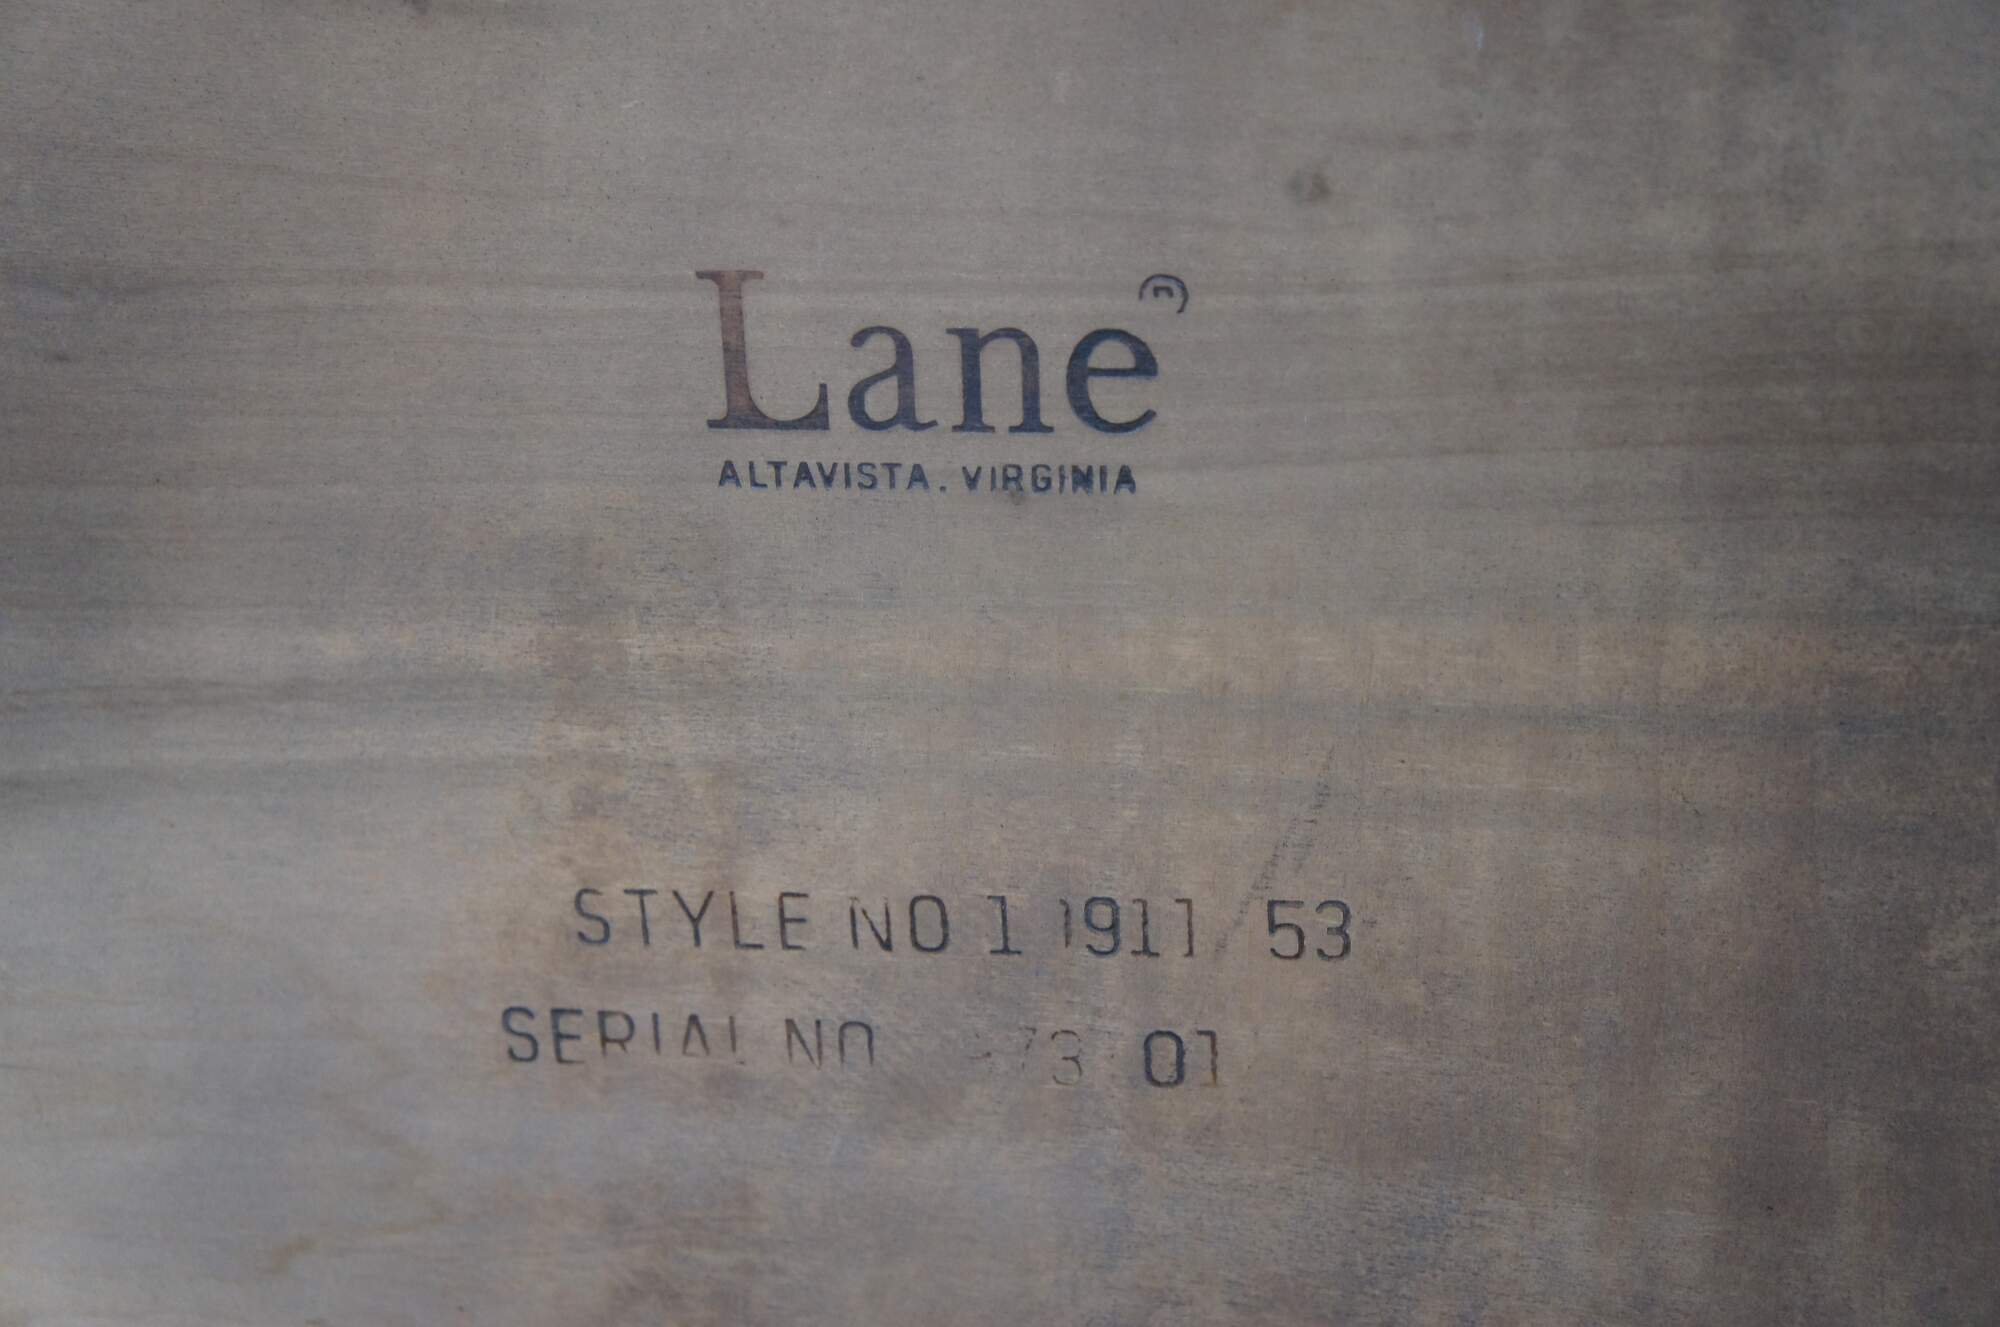 Lane
ALTAVISTA, VIRGINIA
STYLE NO 1 1911 53
SERIAL NO 73 01